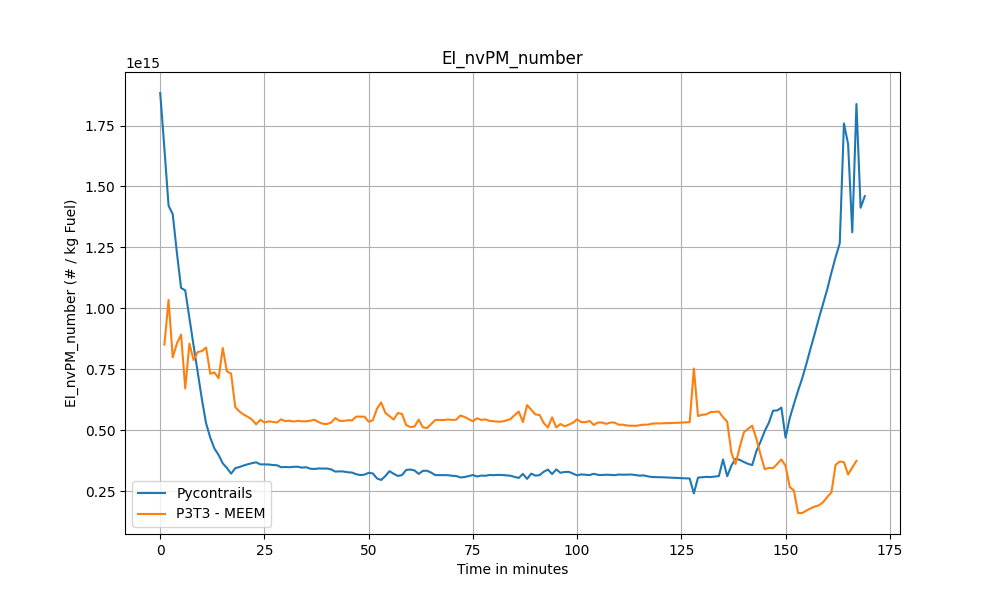 EI_nvPM_number
1e15
1.75
1.50
1.25
1.00
0.75
0.50
0.25
EI_nvPM_number (# / kg Fuel)
Pycontrails
P3T3 - MEEM
0 25 50 75 100 125 150 175
Time in minutes